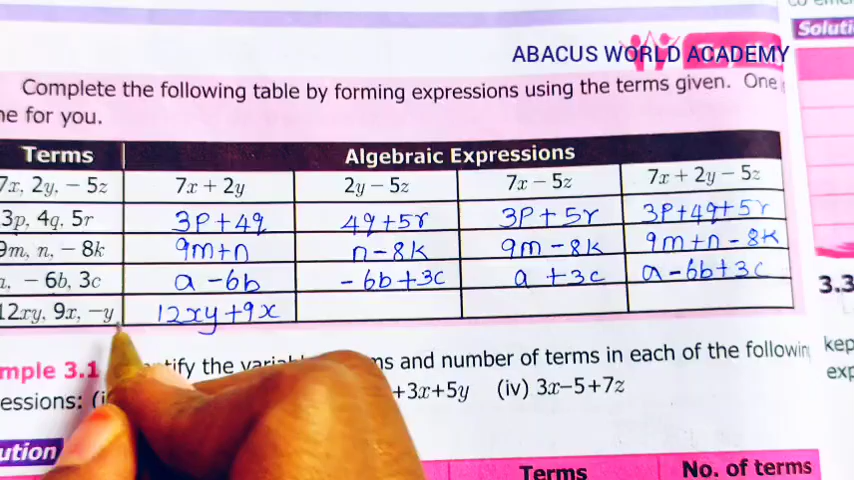 Soluti
ABACUS WORLD ACADEMY
Complete the following table by forming expressions using the terms given. One
ne for you.
Terms Algebraic Expressions
7x, 2y, − 5z 7x + 2y 2y − 5z 7x − 5z 7x + 2y − 5z
3p, 4q, 5r 3p+4q 4q+5r 3p+5r 3p+4q+5r
9m, n, − 8k 9m+n n−8k 9m−8k 9m+n−8k
, − 6b, 3c a −6b −6b+3c a +3c a−6b+3c
12xy, 9x, −y 12xy+9x
3.3
mple 3.1 tify the variab ms and number of terms in each of the following
kep
essions: (i +3x+5y (iv) 3x−5+7z
exp
ution
Terms No. of terms